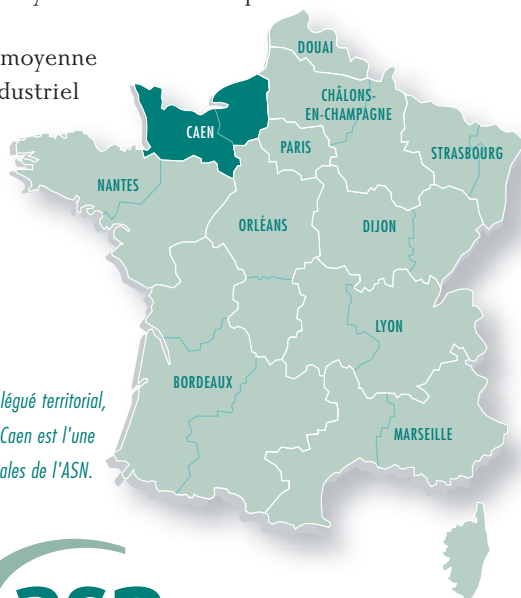 moyenne
dustriel
DOUAI
CHÂLONS-
EN-CHAMPAGNE
CAEN
PARIS
STRASBOURG
NANTES
ORLÉANS
DIJON
LYON
BORDEAUX
MARSEILLE
légué territorial,
Caen est l'une
ales de l'ASN.